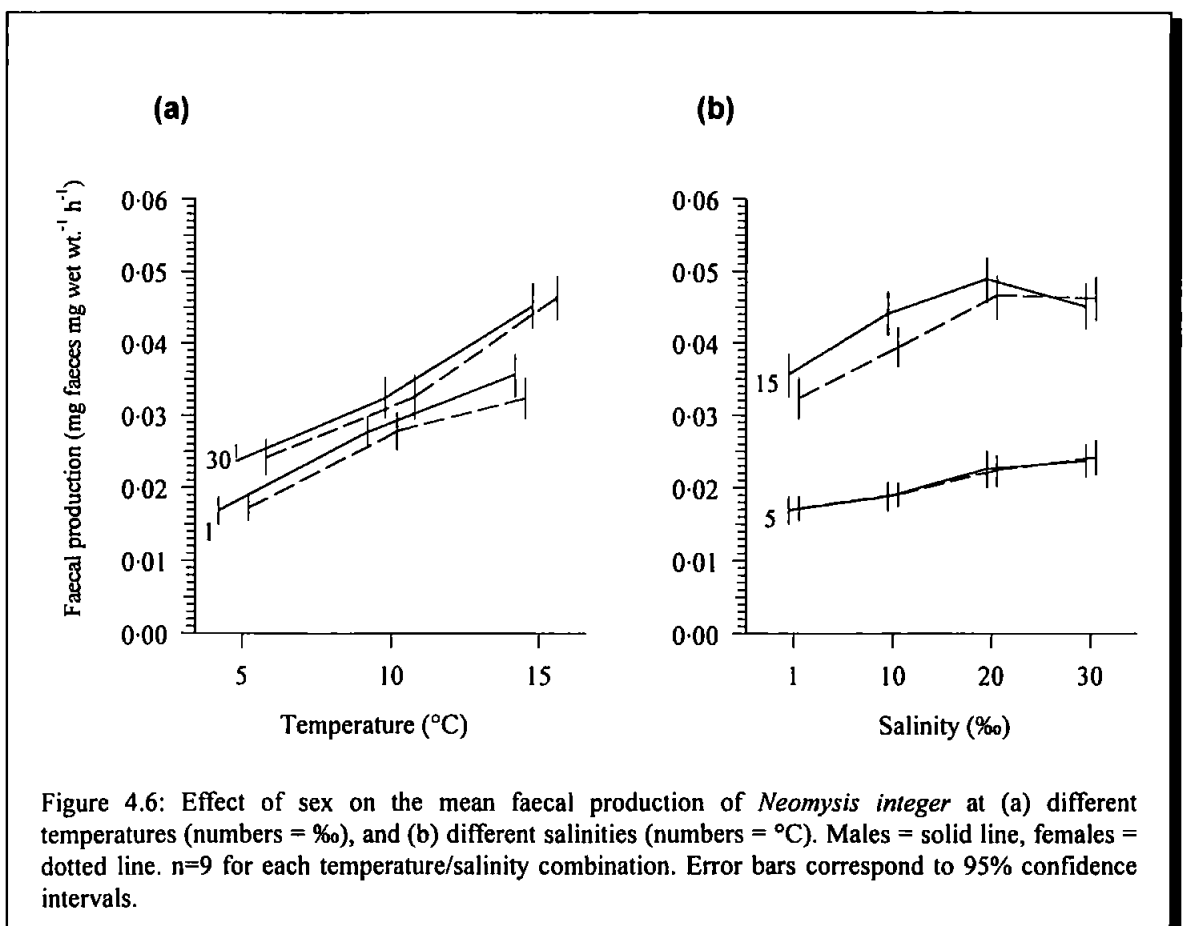 (a)
(b)
Faecal production (mg faeces mg wet wt.⁻¹ h⁻¹)
0·06
0·05
0·04
0·03
0·02
0·01
0·00
30
1
5 10 15
Temperature (°C)
0·06
0·05
0·04
0·03
0·02
0·01
0·00
15
5
1 10 20 30
Salinity (‰)
Figure 4.6: Effect of sex on the mean faecal production of Neomysis integer at (a) different
temperatures (numbers = ‰), and (b) different salinities (numbers = °C). Males = solid line, females =
dotted line. n=9 for each temperature/salinity combination. Error bars correspond to 95% confidence
intervals.